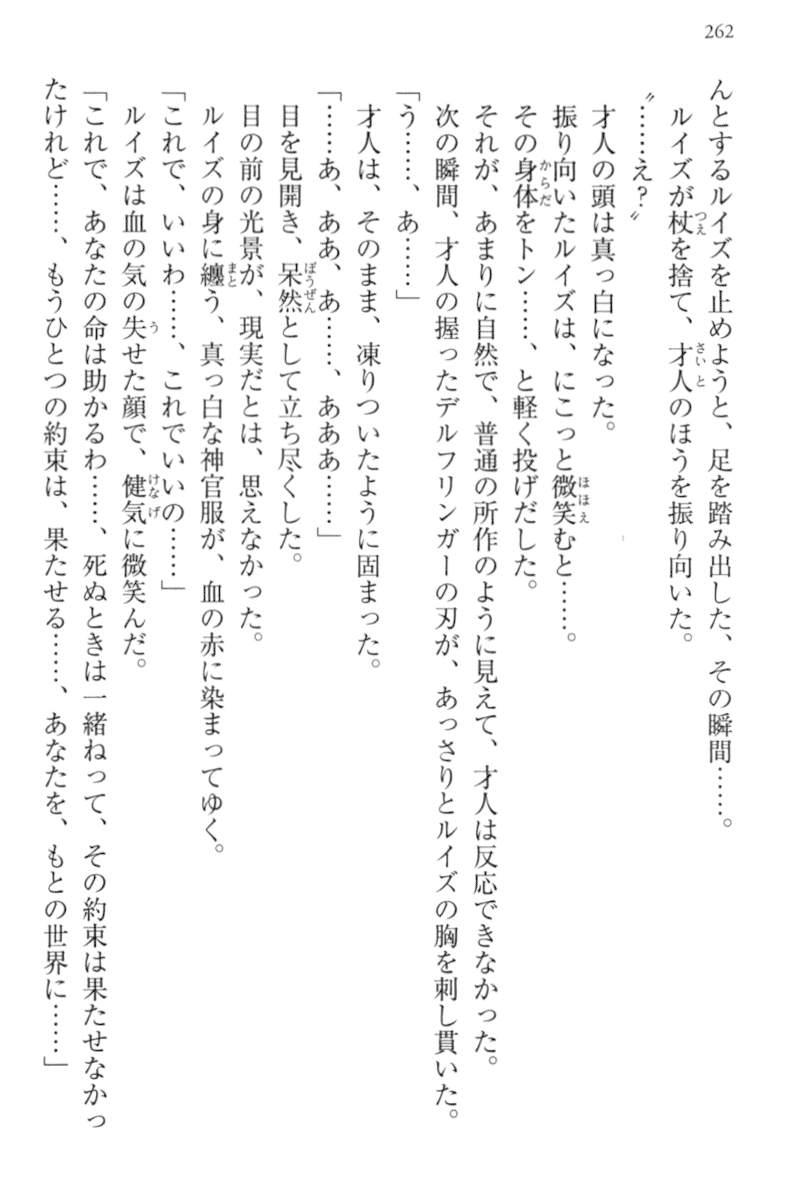 262
んとするルイズを止めようと、足を踏み出した、その瞬間……。
ルイズが杖を捨て、才人のほうを振り向いた。
〝……え？〟
才人の頭は真っ白になった。
振り向いたルイズは、にこっと微笑むと……。
その身体をトン……、と軽く投げだした。
それが、あまりに自然で、普通の所作のように見えて、才人は反応できなかった。
次の瞬間、才人の握ったデルフリンガーの刃が、あっさりとルイズの胸を刺し貫いた。
「う……、あ……」
才人は、そのまま、凍りついたように固まった。
「……あ、ああ、あ……、あああ……」
目を見開き、呆然として立ち尽くした。
目の前の光景が、現実だとは、思えなかった。
ルイズの身に纏う、真っ白な神官服が、血の赤に染まってゆく。
「これで、いいわ……、これでいいの……」
ルイズは血の気の失せた顔で、健気に微笑んだ。
「これで、あなたの命は助かるわ……、死ぬときは一緒ねって、その約束は果たせなかっ
たけれど……、もうひとつの約束は、果たせる……、あなたを、もとの世界に……」